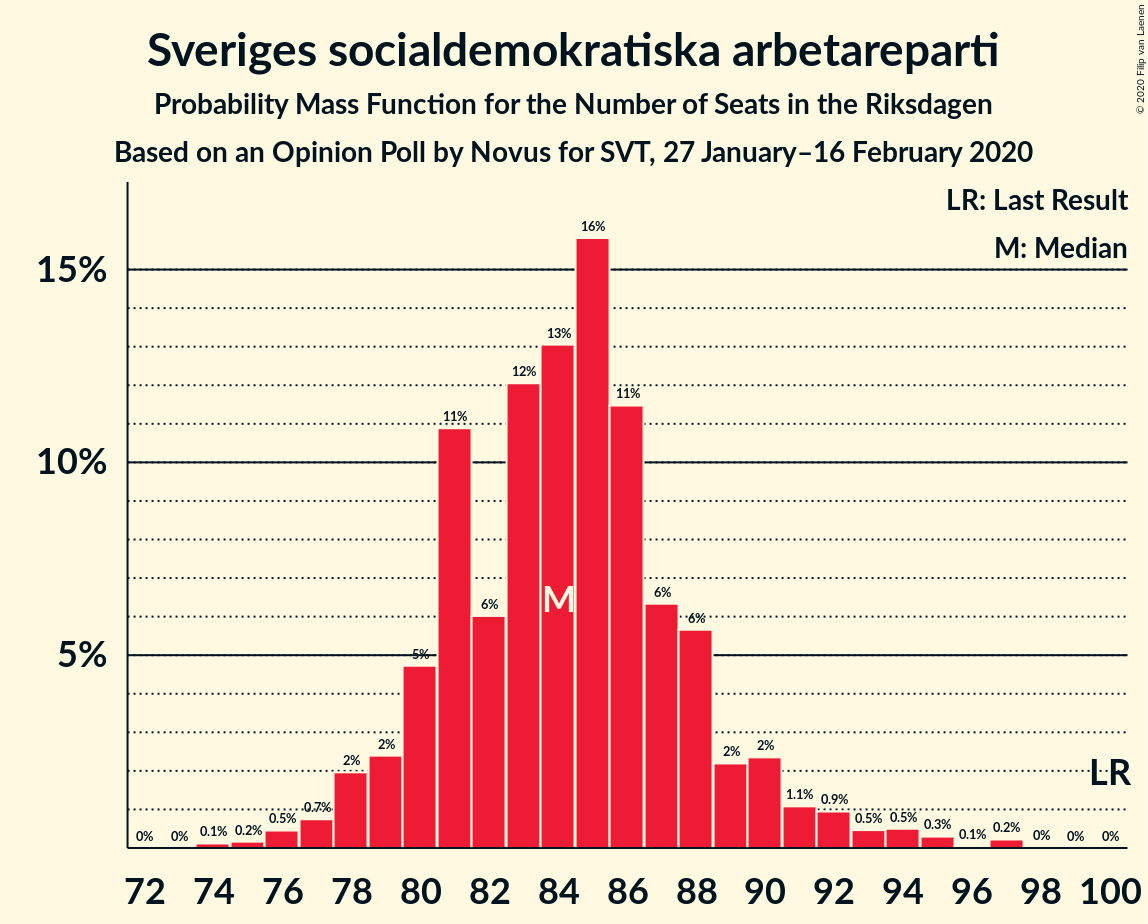 Sveriges socialdemokratiska arbetareparti
Probability Mass Function for the Number of Seats in the Riksdagen
Based on an Opinion Poll by Novus for SVT, 27 January–16 February 2020
© 2020 Filip van Laenen
LR: Last Result
M: Median
15%
10%
5%
0% 0% 0.1% 0.2% 0.5% 0.7% 2% 2% 5% 11% 6% 12% 13% 16% 11% 6% 6% 2% 2% 1.1% 0.9% 0.5% 0.5% 0.3% 0.1% 0.2% 0% 0% 0%
M
LR
72 74 76 78 80 82 84 86 88 90 92 94 96 98 100